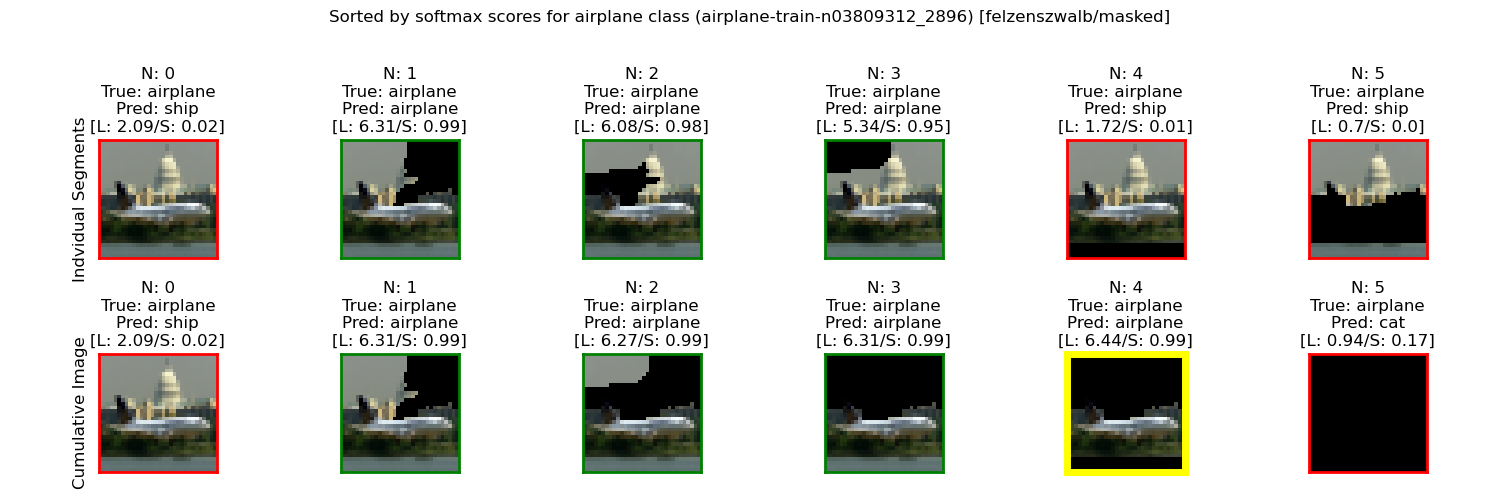 Sorted by softmax scores for airplane class (airplane-train-n03809312_2896) [felzenszwalb/masked]
Indvidual Segments
N: 0
True: airplane
Pred: ship
[L: 2.09/S: 0.02]
N: 1
True: airplane
Pred: airplane
[L: 6.31/S: 0.99]
N: 2
True: airplane
Pred: airplane
[L: 6.08/S: 0.98]
N: 3
True: airplane
Pred: airplane
[L: 5.34/S: 0.95]
N: 4
True: airplane
Pred: ship
[L: 1.72/S: 0.01]
N: 5
True: airplane
Pred: ship
[L: 0.7/S: 0.0]
Cumulative Image
N: 0
True: airplane
Pred: ship
[L: 2.09/S: 0.02]
N: 1
True: airplane
Pred: airplane
[L: 6.31/S: 0.99]
N: 2
True: airplane
Pred: airplane
[L: 6.27/S: 0.99]
N: 3
True: airplane
Pred: airplane
[L: 6.31/S: 0.99]
N: 4
True: airplane
Pred: airplane
[L: 6.44/S: 0.99]
N: 5
True: airplane
Pred: cat
[L: 0.94/S: 0.17]